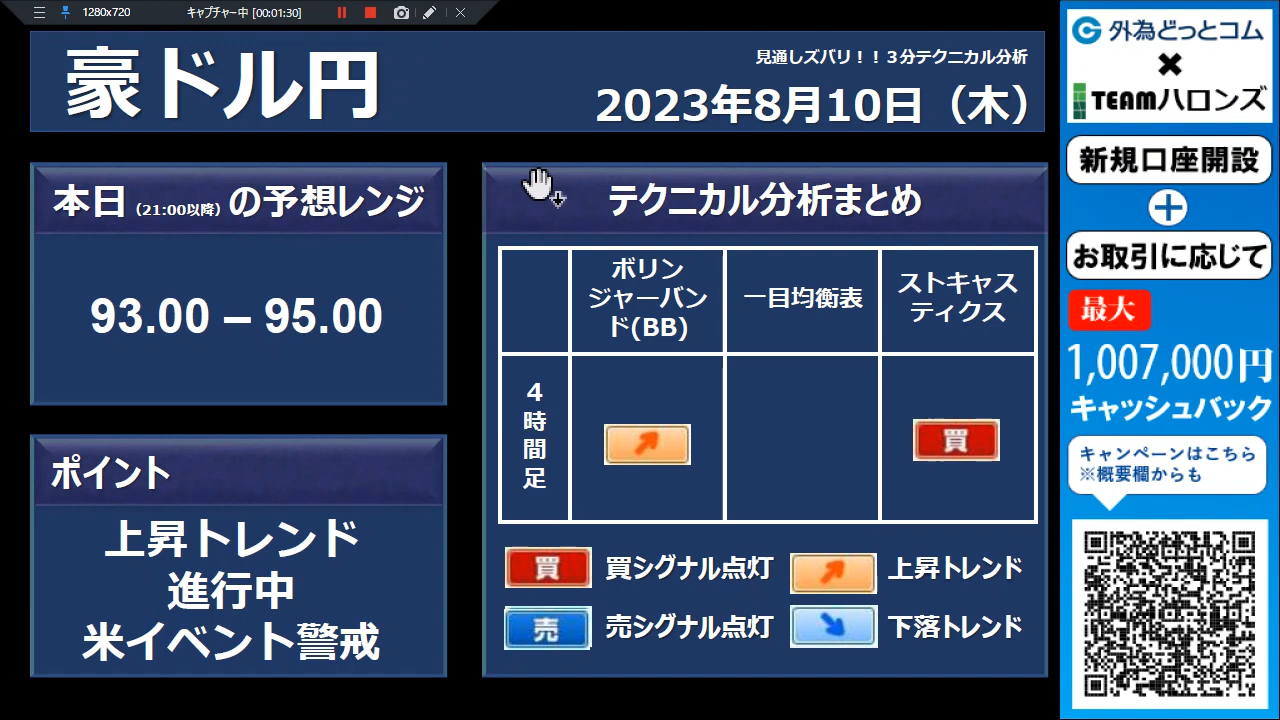 1280x720
キャプチャー中 [00:01:30]
豪ドル円
見通しズバリ！！３分テクニカル分析
2023年8月10日（木）
本日（21:00以降）の予想レンジ
93.00 – 95.00
ポイント
上昇トレンド
進行中
米イベント警戒
テクニカル分析まとめ
ボリン
ジャーバン
ド(BB)
一目均衡表
ストキャス
ティクス
４
時
間
足
買
買
買シグナル点灯
上昇トレンド
売
売シグナル点灯
下落トレンド
外為どっとコム
×
TEAMハロンズ
新規口座開設
+
お取引に応じて
最大
1,007,000円
キャッシュバック
キャンペーンはこちら
※概要欄からも